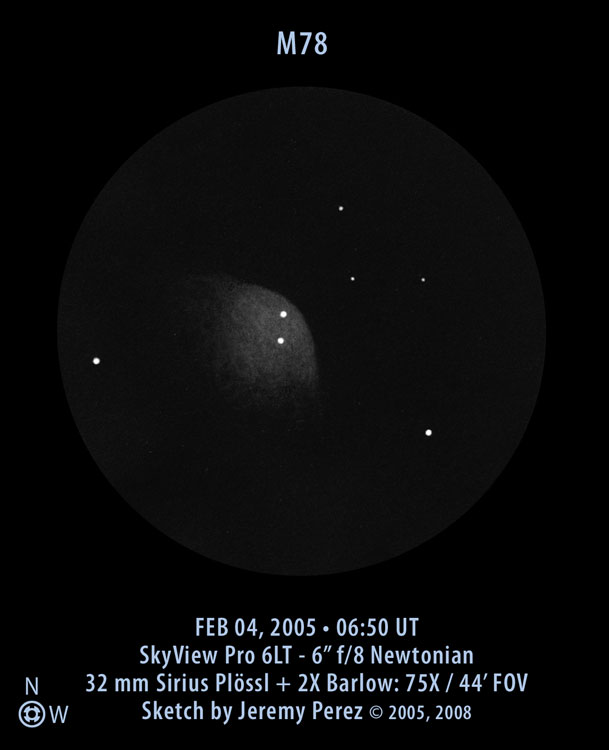 M78
FEB 04, 2005 • 06:50 UT
SkyView Pro 6LT - 6” f/8 Newtonian
32 mm Sirius Plössl + 2X Barlow: 75X / 44’ FOV
Sketch by Jeremy Perez © 2005, 2008
N
W